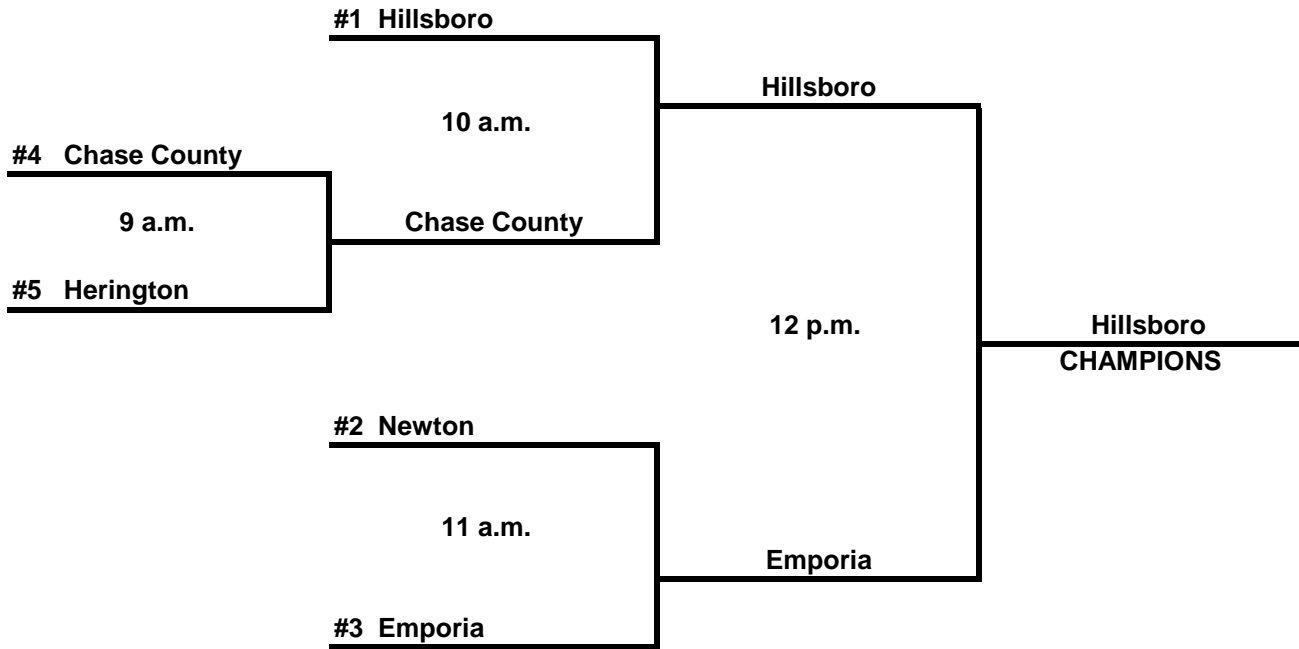 #1 Hillsboro
Hillsboro
10 a.m.
#4 Chase County
9 a.m.
Chase County
#5 Herington
12 p.m.
Hillsboro
CHAMPIONS
#2 Newton
11 a.m.
Emporia
#3 Emporia